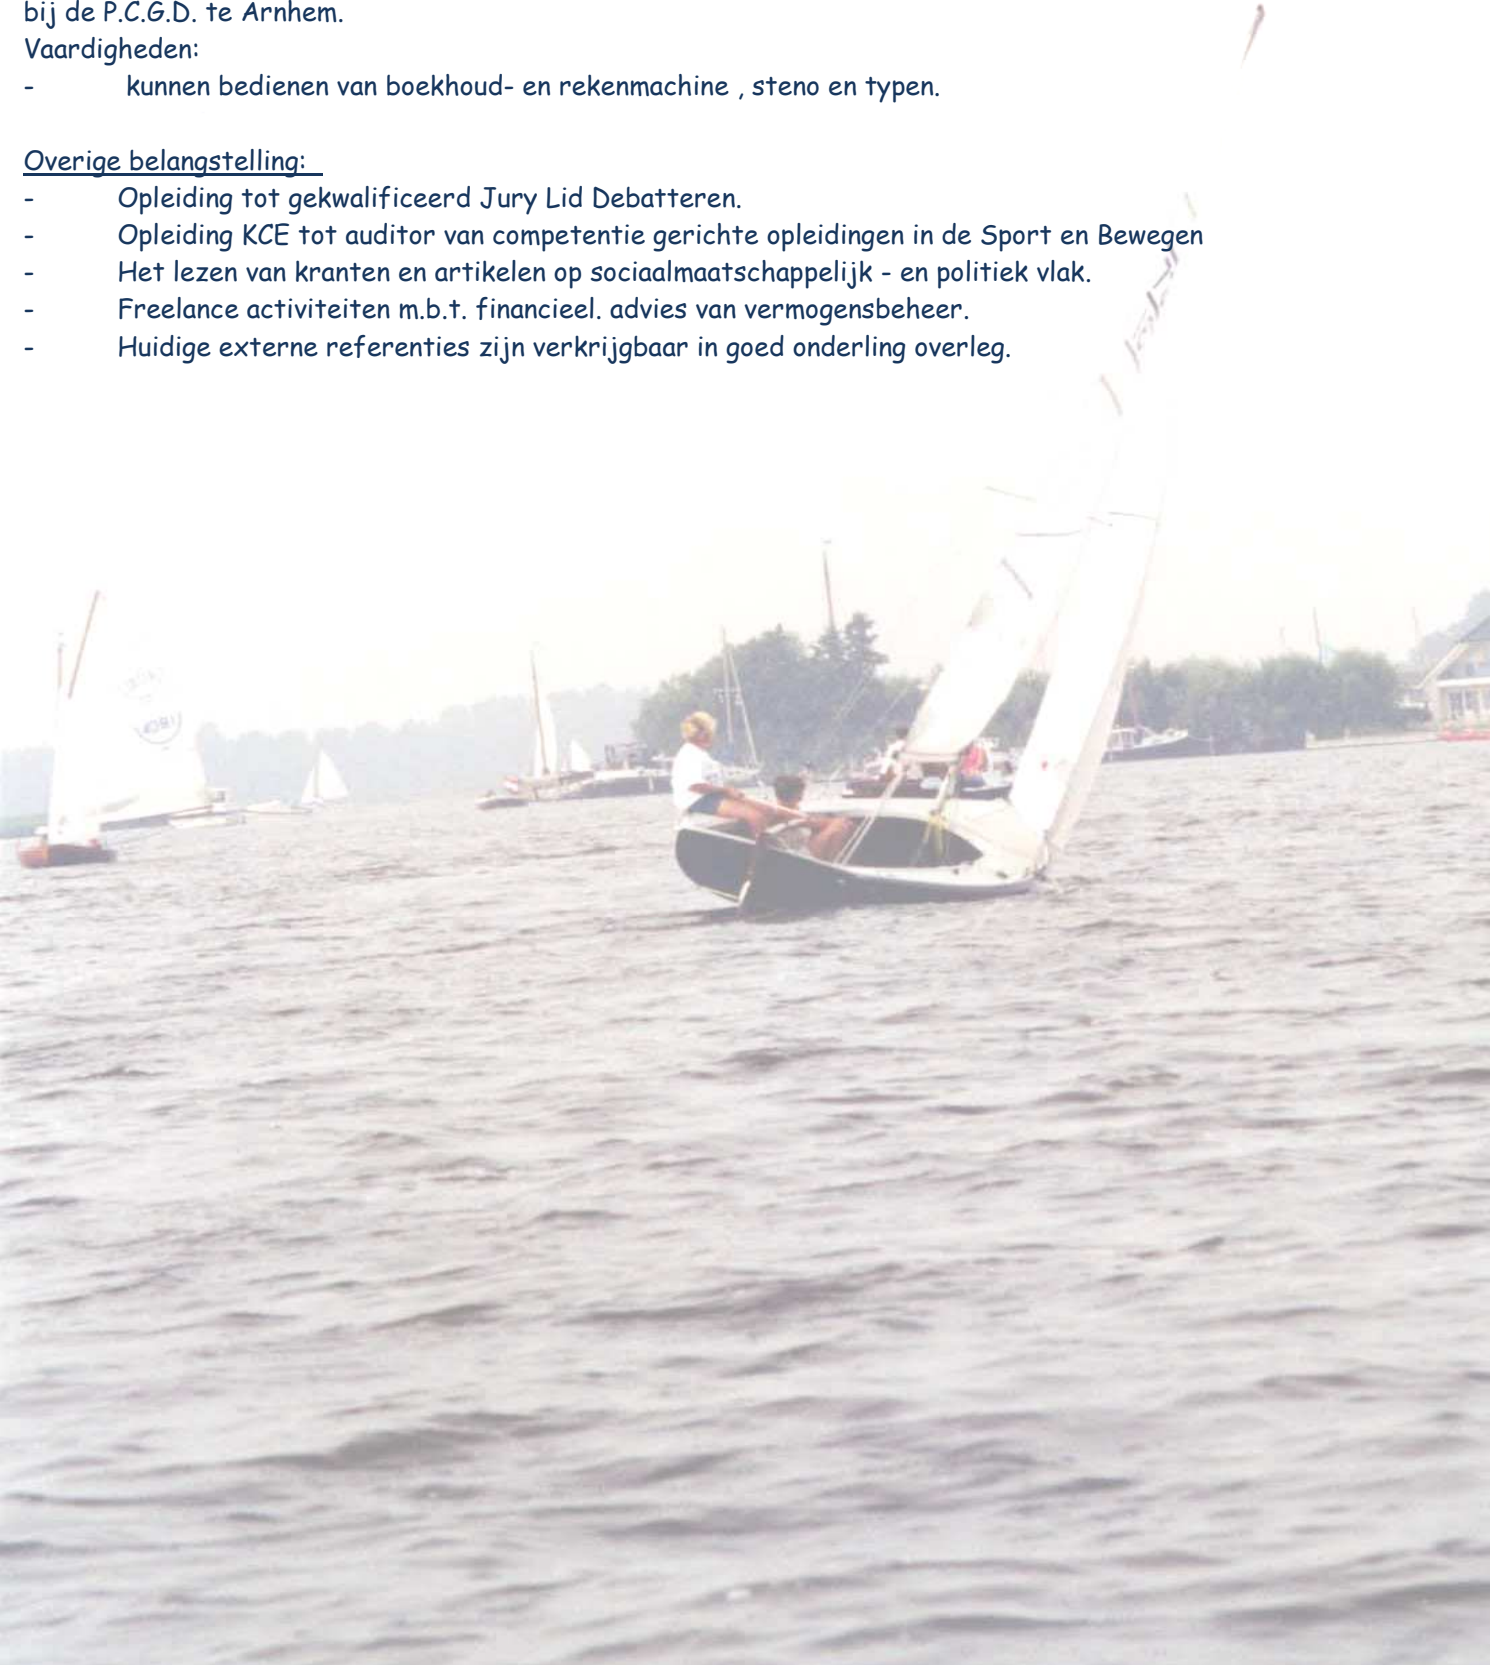 bij de P.C.G.D. te Arnhem.
Vaardigheden:
- kunnen bedienen van boekhoud- en rekenmachine , steno en typen.
Overige belangstelling:
- Opleiding tot gekwalificeerd Jury Lid Debatteren.
- Opleiding KCE tot auditor van competentie gerichte opleidingen in de Sport en Bewegen
- Het lezen van kranten en artikelen op sociaalmaatschappelijk - en politiek vlak.
- Freelance activiteiten m.b.t. financieel. advies van vermogensbeheer.
- Huidige externe referenties zijn verkrijgbaar in goed onderling overleg.